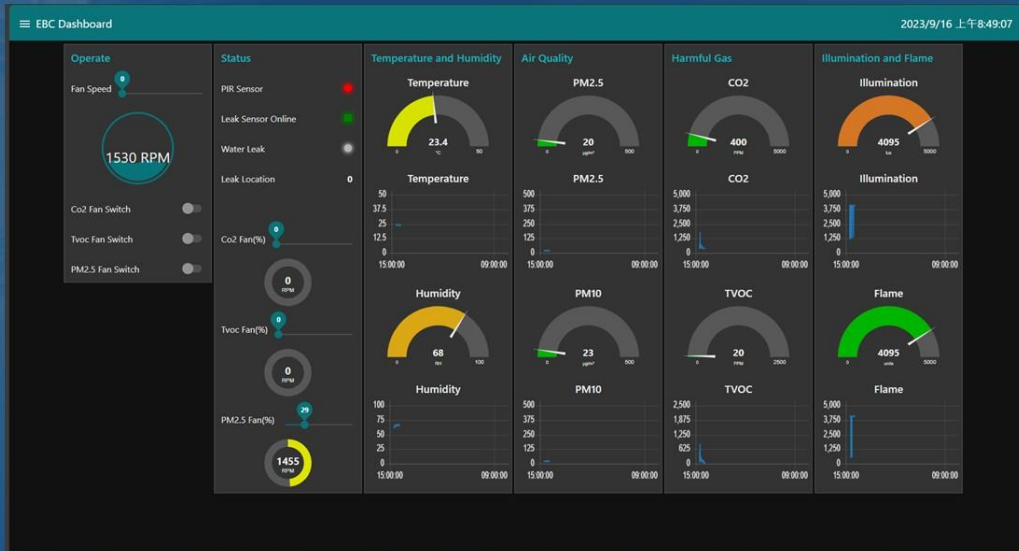 EBC Dashboard
2023/9/16 上午8:49:07
Operate
Fan Speed
0
1530 RPM
Co2 Fan Switch
Tvoc Fan Switch
PM2.5 Fan Switch
Status
PIR Sensor
Leak Sensor Online
Water Leak
Leak Location 0
Co2 Fan(%)
0
0
RPM
Tvoc Fan(%)
0
0
RPM
PM2.5 Fan(%)
29
1455
RPM
Temperature and Humidity
Temperature
23.4
°C
0 50
Temperature
50
37.5
25
12.5
0
15:00:00 09:00:00
Humidity
68
RH
0 100
Humidity
100
75
50
25
0
15:00:00 09:00:00
Air Quality
PM2.5
20
µg/m³
0 500
PM2.5
500
375
250
125
0
15:00:00 09:00:00
PM10
23
µg/m³
0 500
PM10
500
375
250
125
0
15:00:00 09:00:00
Harmful Gas
CO2
400
PPM
0 5000
CO2
5,000
3,750
2,500
1,250
0
15:00:00 09:00:00
TVOC
20
PPM
0 2500
TVOC
2,500
1,875
1,250
625
0
15:00:00 09:00:00
Illumination and Flame
Illumination
4095
lux
0 5000
Illumination
5,000
3,750
2,500
1,250
0
15:00:00 09:00:00
Flame
4095
units
0 5000
Flame
5,000
3,750
2,500
1,250
0
15:00:00 09:00:00